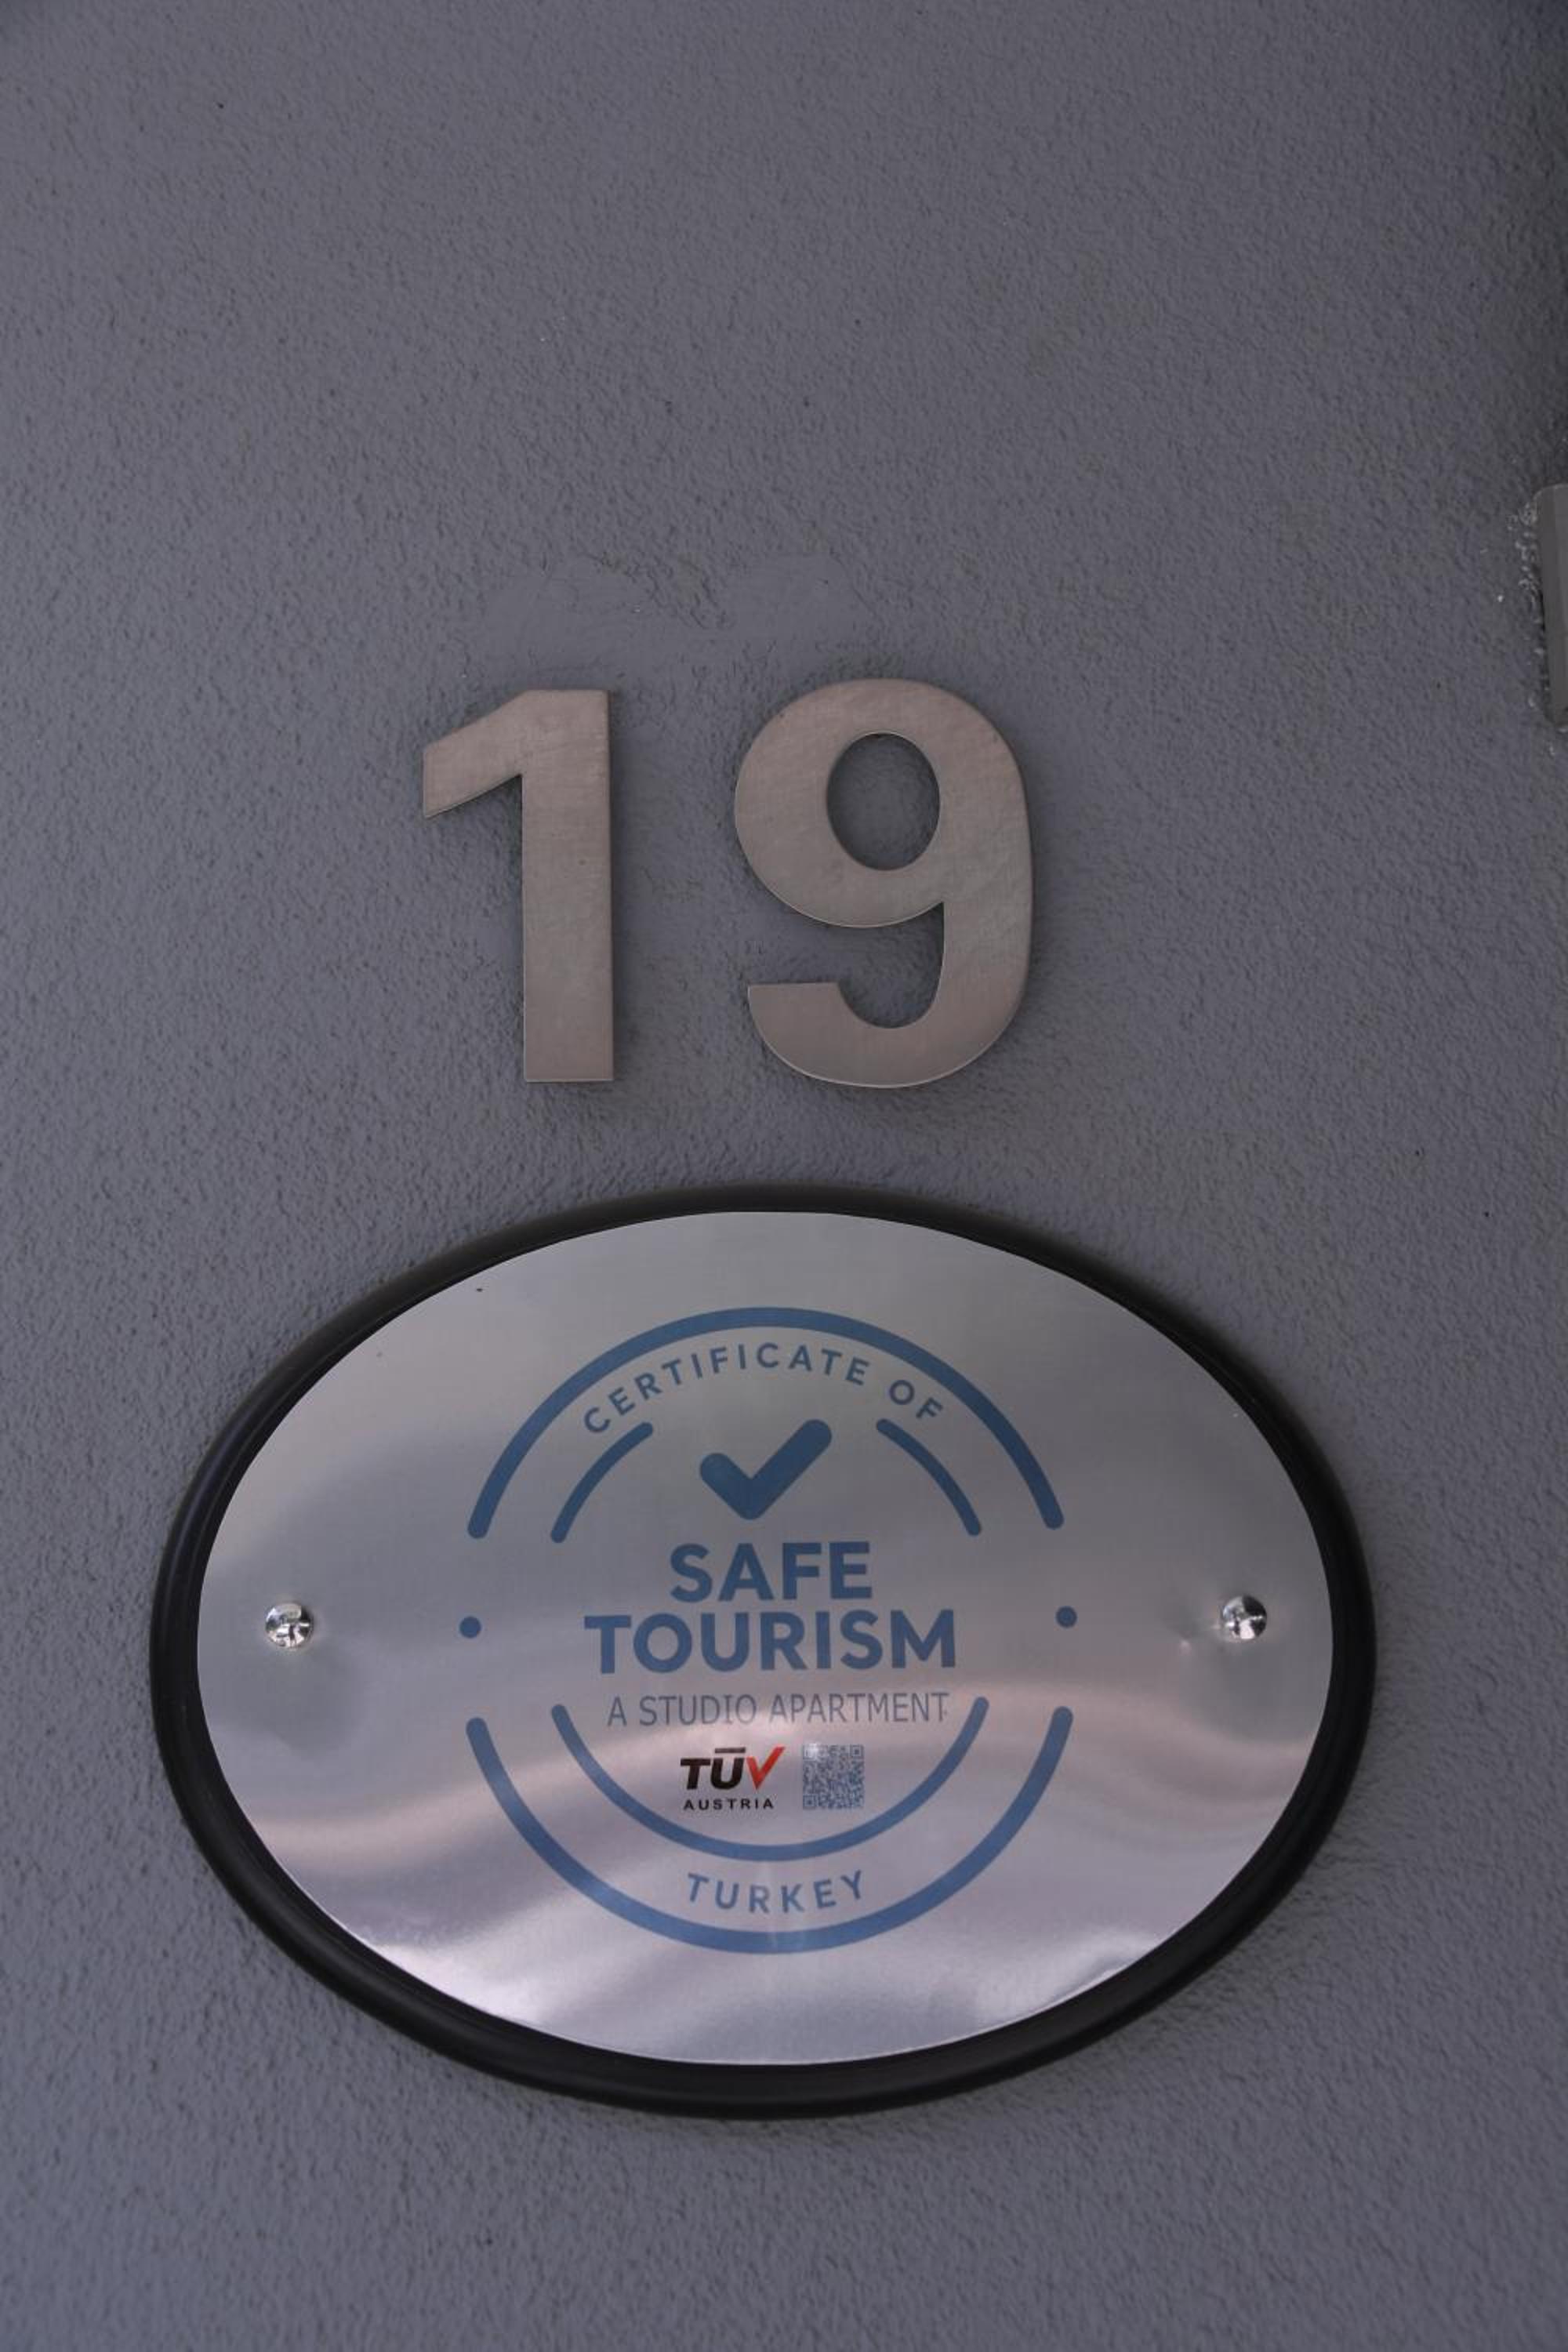 19
CERTIFICATE OF
SAFE
TOURISM
A STUDIO APARTMENT
TÜV
AUSTRIA
TURKEY